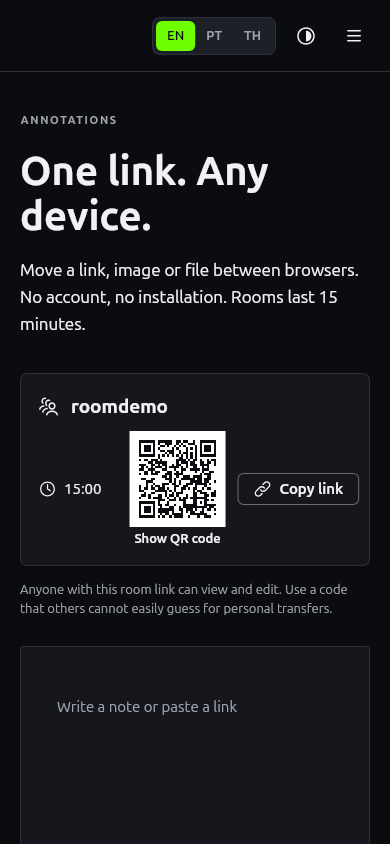 EN PT TH
ANNOTATIONS
One link. Any
device.
Move a link, image or file between browsers.
No account, no installation. Rooms last 15
minutes.
roomdemo
15:00
Show QR code
Copy link
Anyone with this room link can view and edit. Use a code
that others cannot easily guess for personal transfers.
Write a note or paste a link